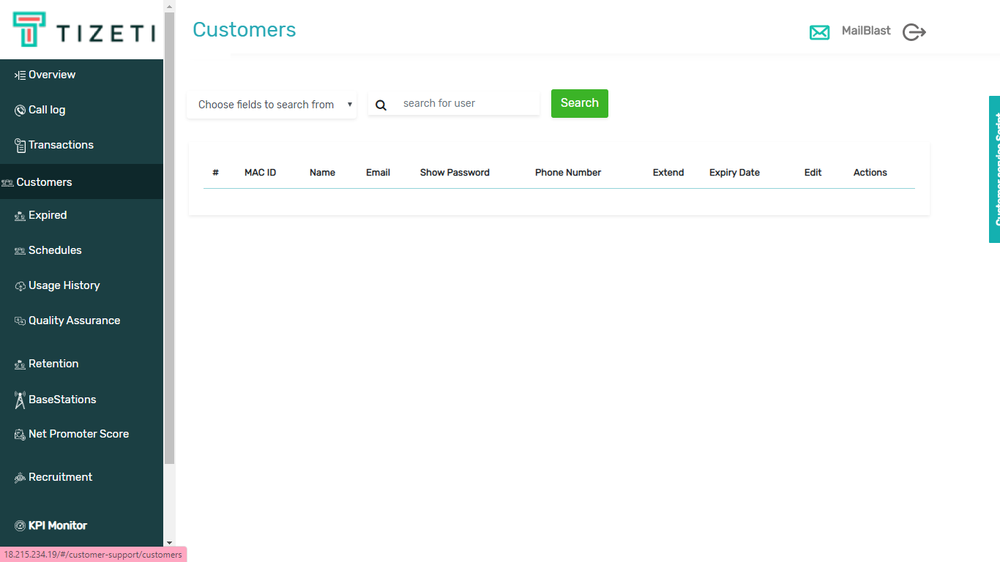 TIZETI
Customers
MailBlast
Overview
Call log
Transactions
Customers
Expired
Schedules
Usage History
Quality Assurance
Retention
BaseStations
Net Promoter Score
Recruitment
KPI Monitor
Choose fields to search from
search for user
Search
# MAC ID Name Email Show Password Phone Number Extend Expiry Date Edit Actions
Customer service Script
18.215.234.19/#/customer-support/customers